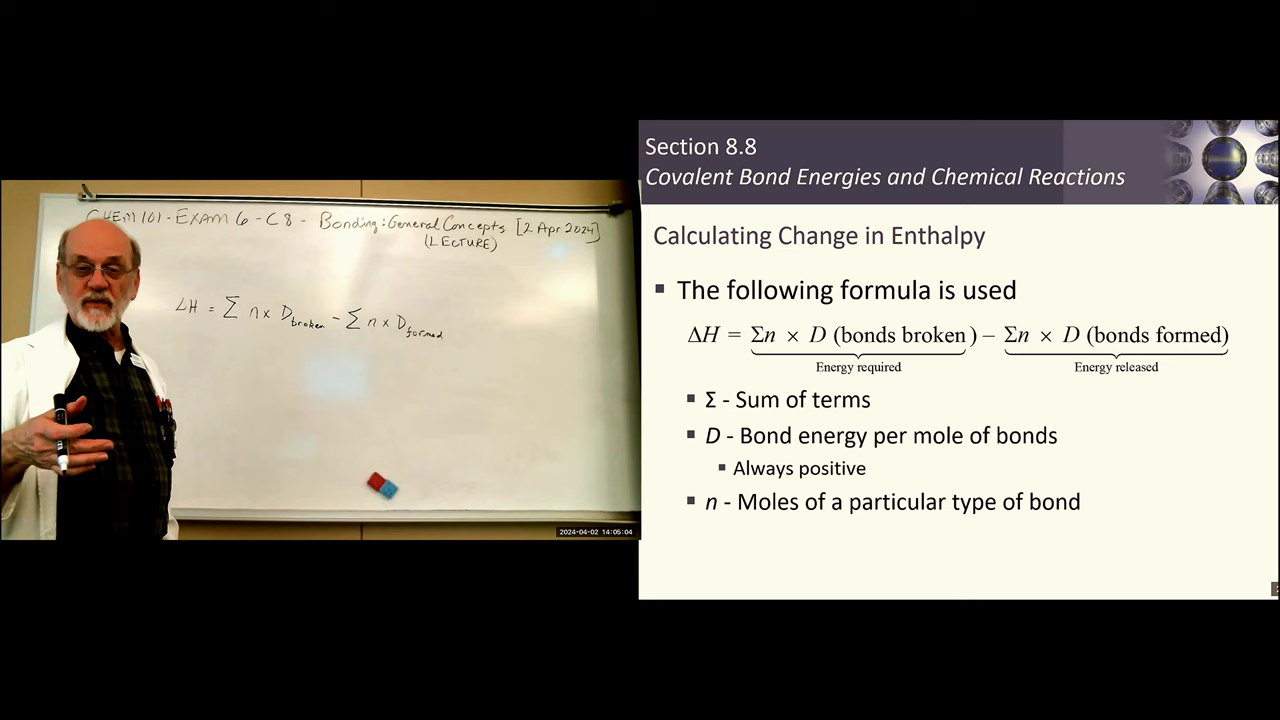 CHEM 101 - EXAM 6 - C8 - Bonding: General Concepts [2 Apr 2024]
(LECTURE)
ΔH = Σ n x D broken - Σ n x D formed
2024-04-02 14:05:04
Section 8.8
Covalent Bond Energies and Chemical Reactions
Calculating Change in Enthalpy
▪ The following formula is used
ΔH = Σn × D (bonds broken) – Σn × D (bonds formed)
Energy required Energy released
▪ Σ - Sum of terms
▪ D - Bond energy per mole of bonds
▪ Always positive
▪ n - Moles of a particular type of bond